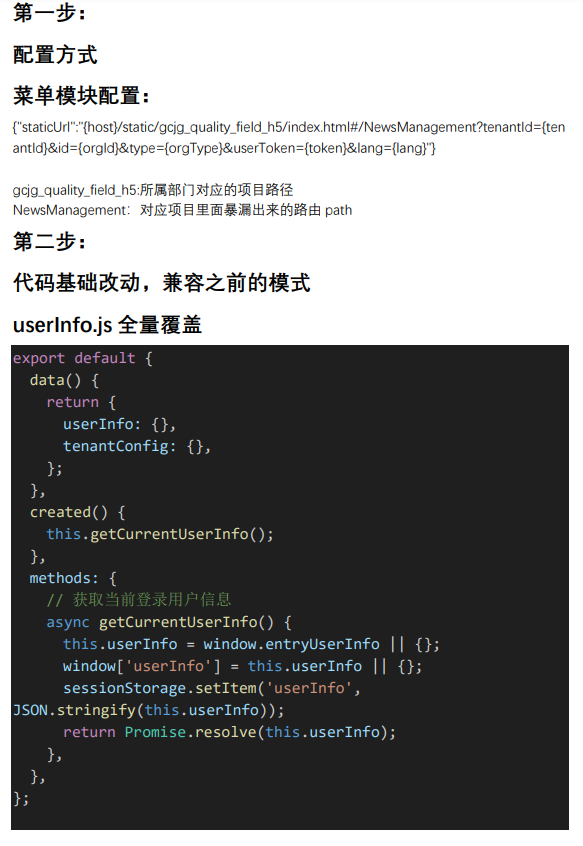 第一步：
配置方式
菜单模块配置：
{"staticUrl":"{host}/static/gcjg_quality_field_h5/index.html#/NewsManagement?tenantId={ten
antId}&id={orgId}&type={orgType}&userToken={token}&lang={lang}"}
gcjg_quality_field_h5:所属部门对应的项目路径
NewsManagement：对应项目里面暴漏出来的路由 path
第二步：
代码基础改动，兼容之前的模式
userInfo.js 全量覆盖
export default {
  data() {
    return {
      userInfo: {},
      tenantConfig: {},
    };
  },
  created() {
    this.getCurrentUserInfo();
  },
  methods: {
    // 获取当前登录用户信息
    async getCurrentUserInfo() {
      this.userInfo = window.entryUserInfo || {};
      window['userInfo'] = this.userInfo || {};
      sessionStorage.setItem('userInfo',
JSON.stringify(this.userInfo));
      return Promise.resolve(this.userInfo);
    },
  },
};